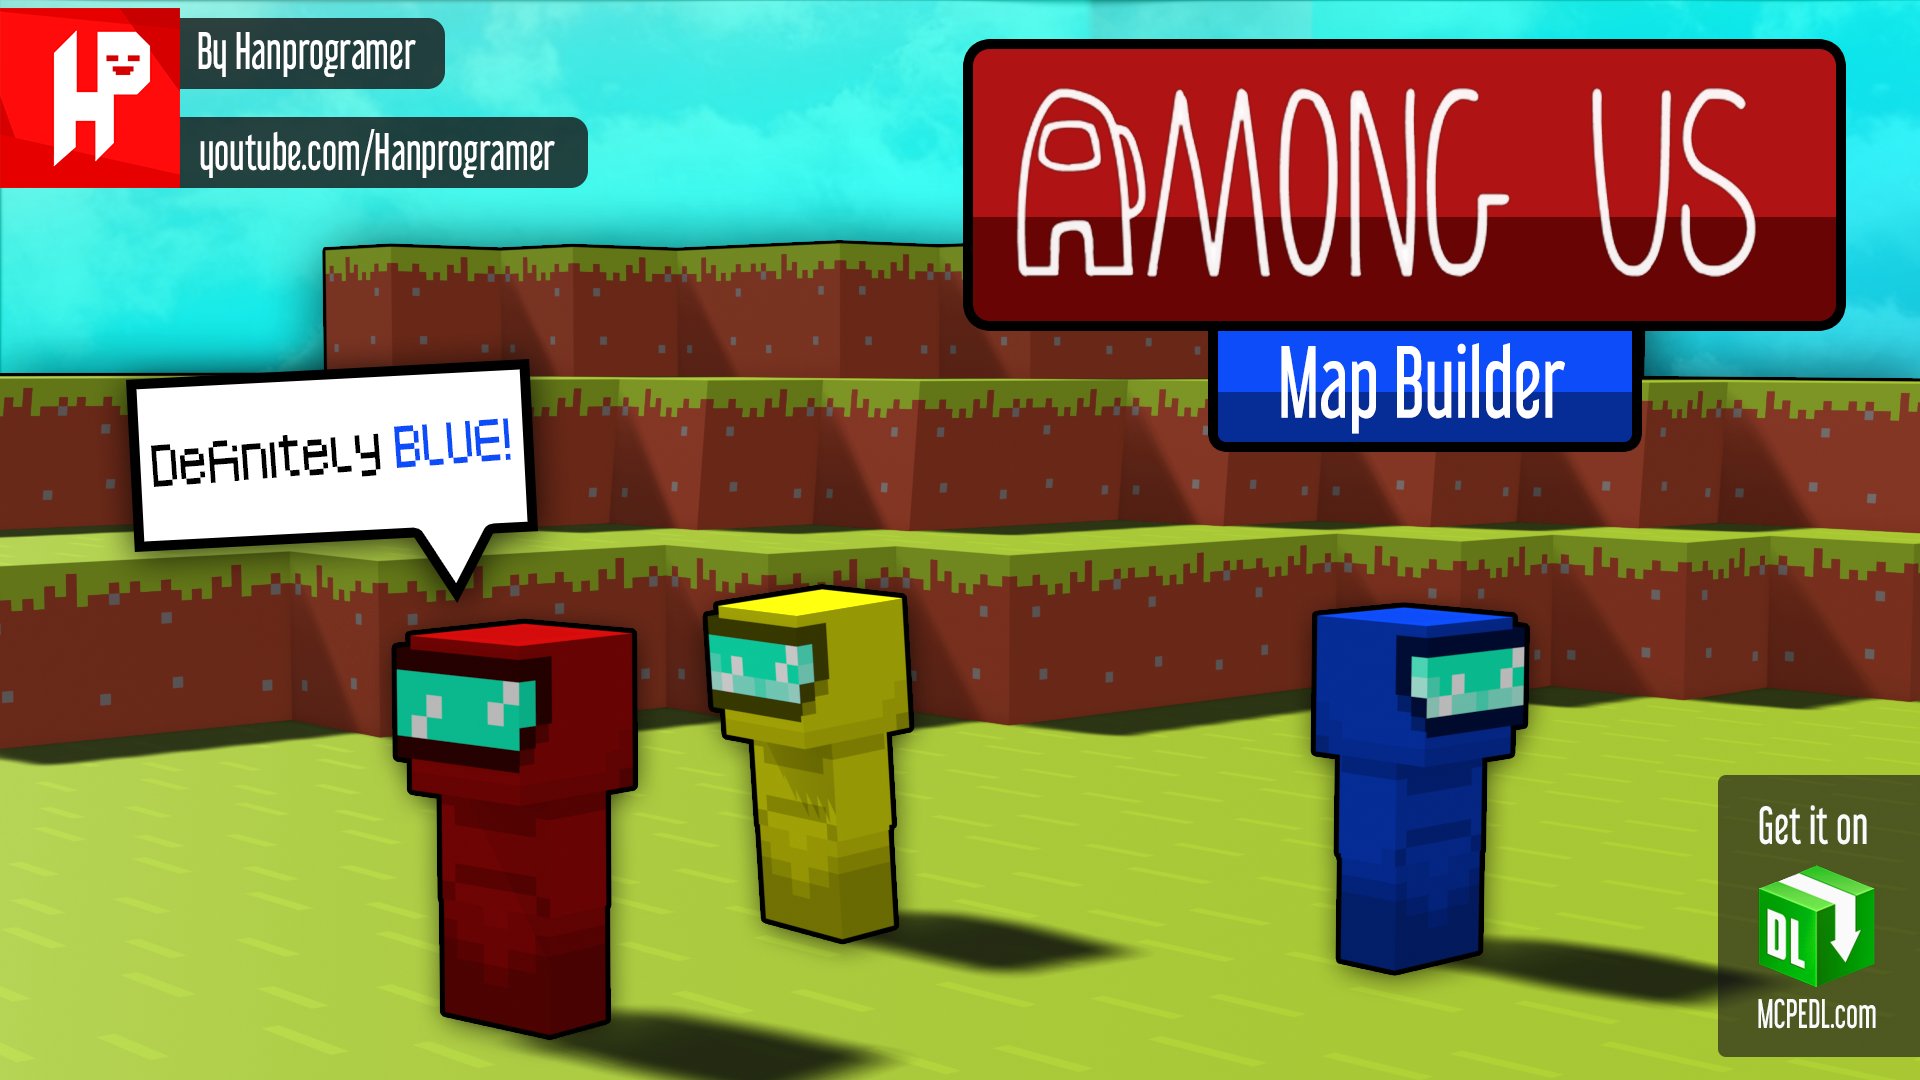 By Hanprogramer
youtube.com/Hanprogramer
AMONG US
Map Builder
Definitely BLUE!
Get it on
DL
MCPEDL.com